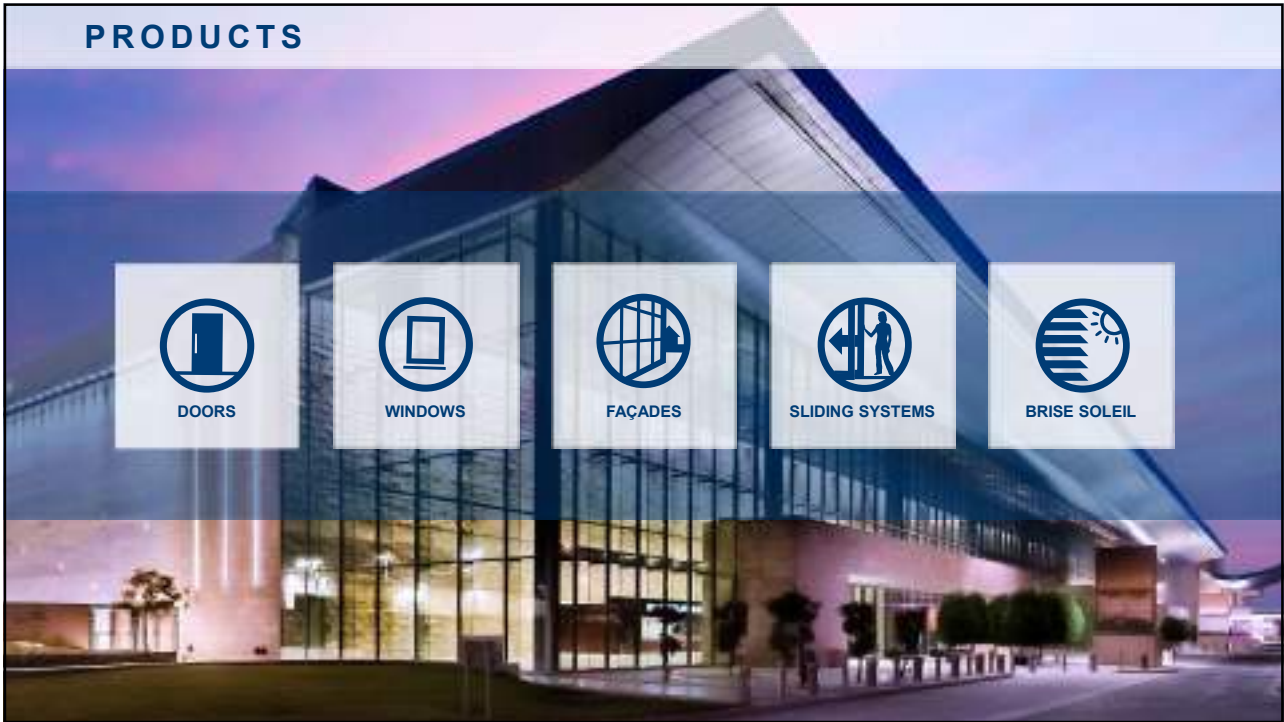 PRODUCTS
DOORS
WINDOWS
FAÇADES
SLIDING SYSTEMS
BRISE SOLEIL